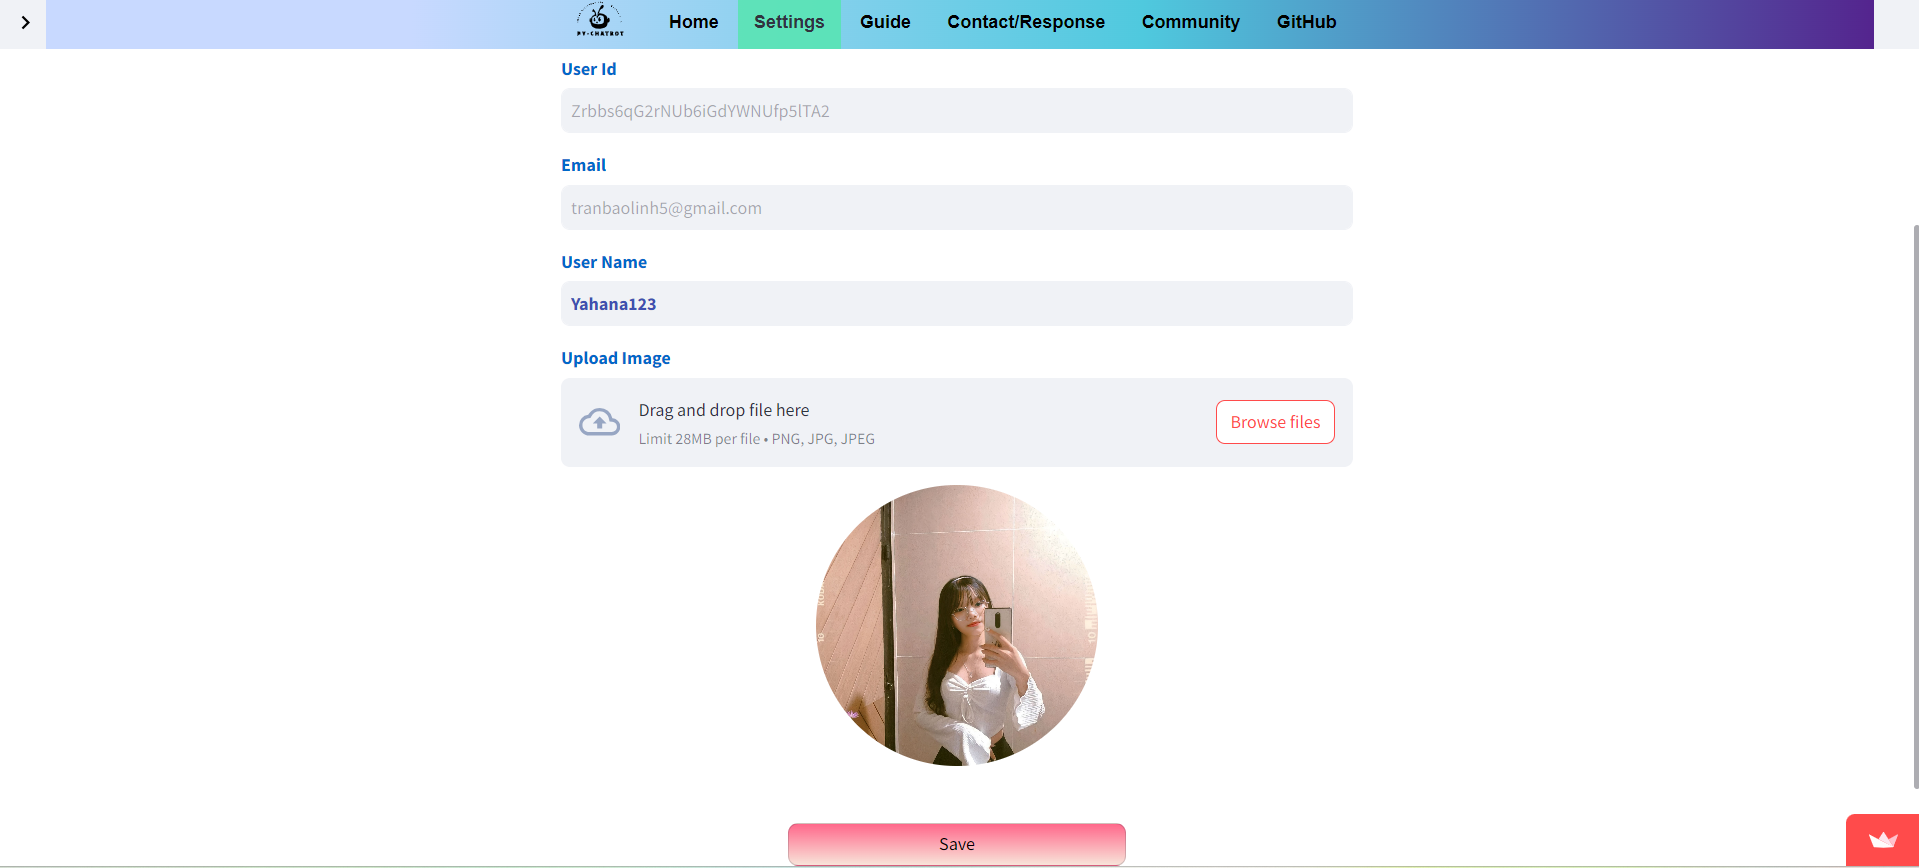 PY-CHATBOT
Home Settings Guide Contact/Response Community GitHub
User Id
Zrbbs6qG2rNUb6iGdYWNUfp5lTA2
Email
tranbaolinh5@gmail.com
User Name
Yahana123
Upload Image
Drag and drop file here
Limit 28MB per file • PNG, JPG, JPEG
Browse files
Save